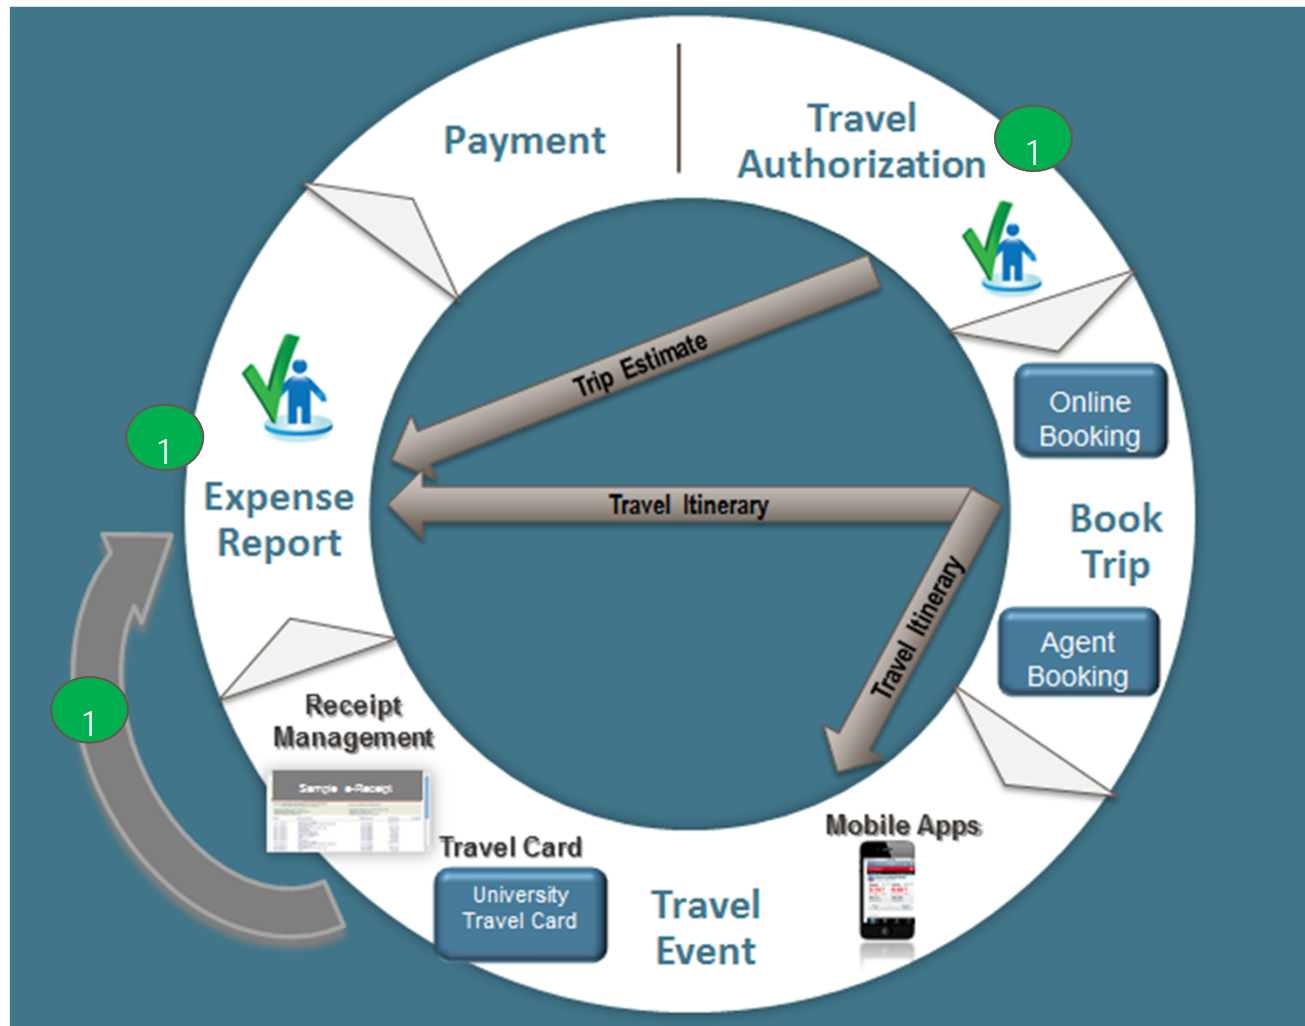 Payment
Travel
Authorization
1
Trip Estimate
Online
Booking
1
Expense
Report
Travel Itinerary
Book
Trip
Travel Itinerary
Agent
Booking
1
Receipt
Management
Sample e-Receipt
Mobile Apps
Travel Card
University
Travel Card
Travel
Event